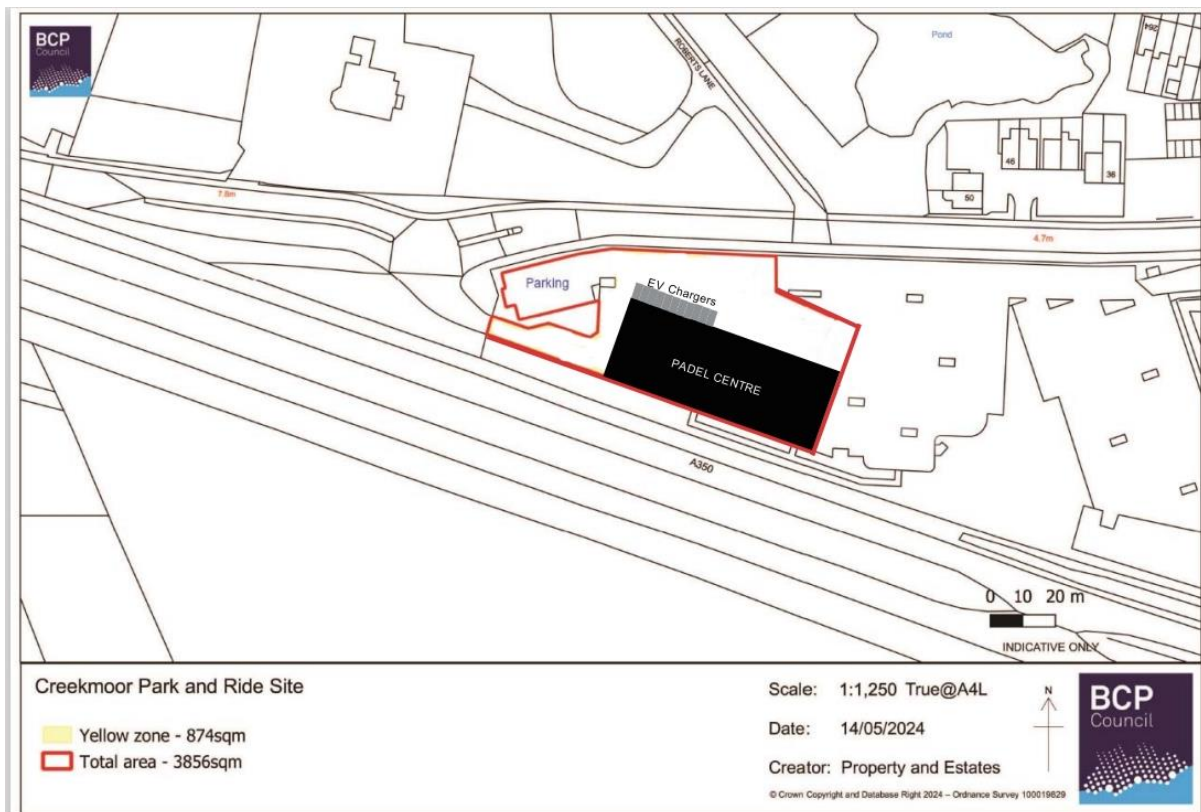 BCP
Council
Pond
264
ROBERTS LANE
46
36
50
7.8m
4.7m
Parking
EV Chargers
PADEL CENTRE
A350
0 10 20 m
INDICATIVE ONLY
Creekmoor Park and Ride Site
Yellow zone - 874sqm
Total area - 3856sqm
Scale: 1:1,250 True@A4L
Date: 14/05/2024
Creator: Property and Estates
© Crown Copyright and Database Right 2024 – Ordnance Survey 100019829
N
BCP
Council